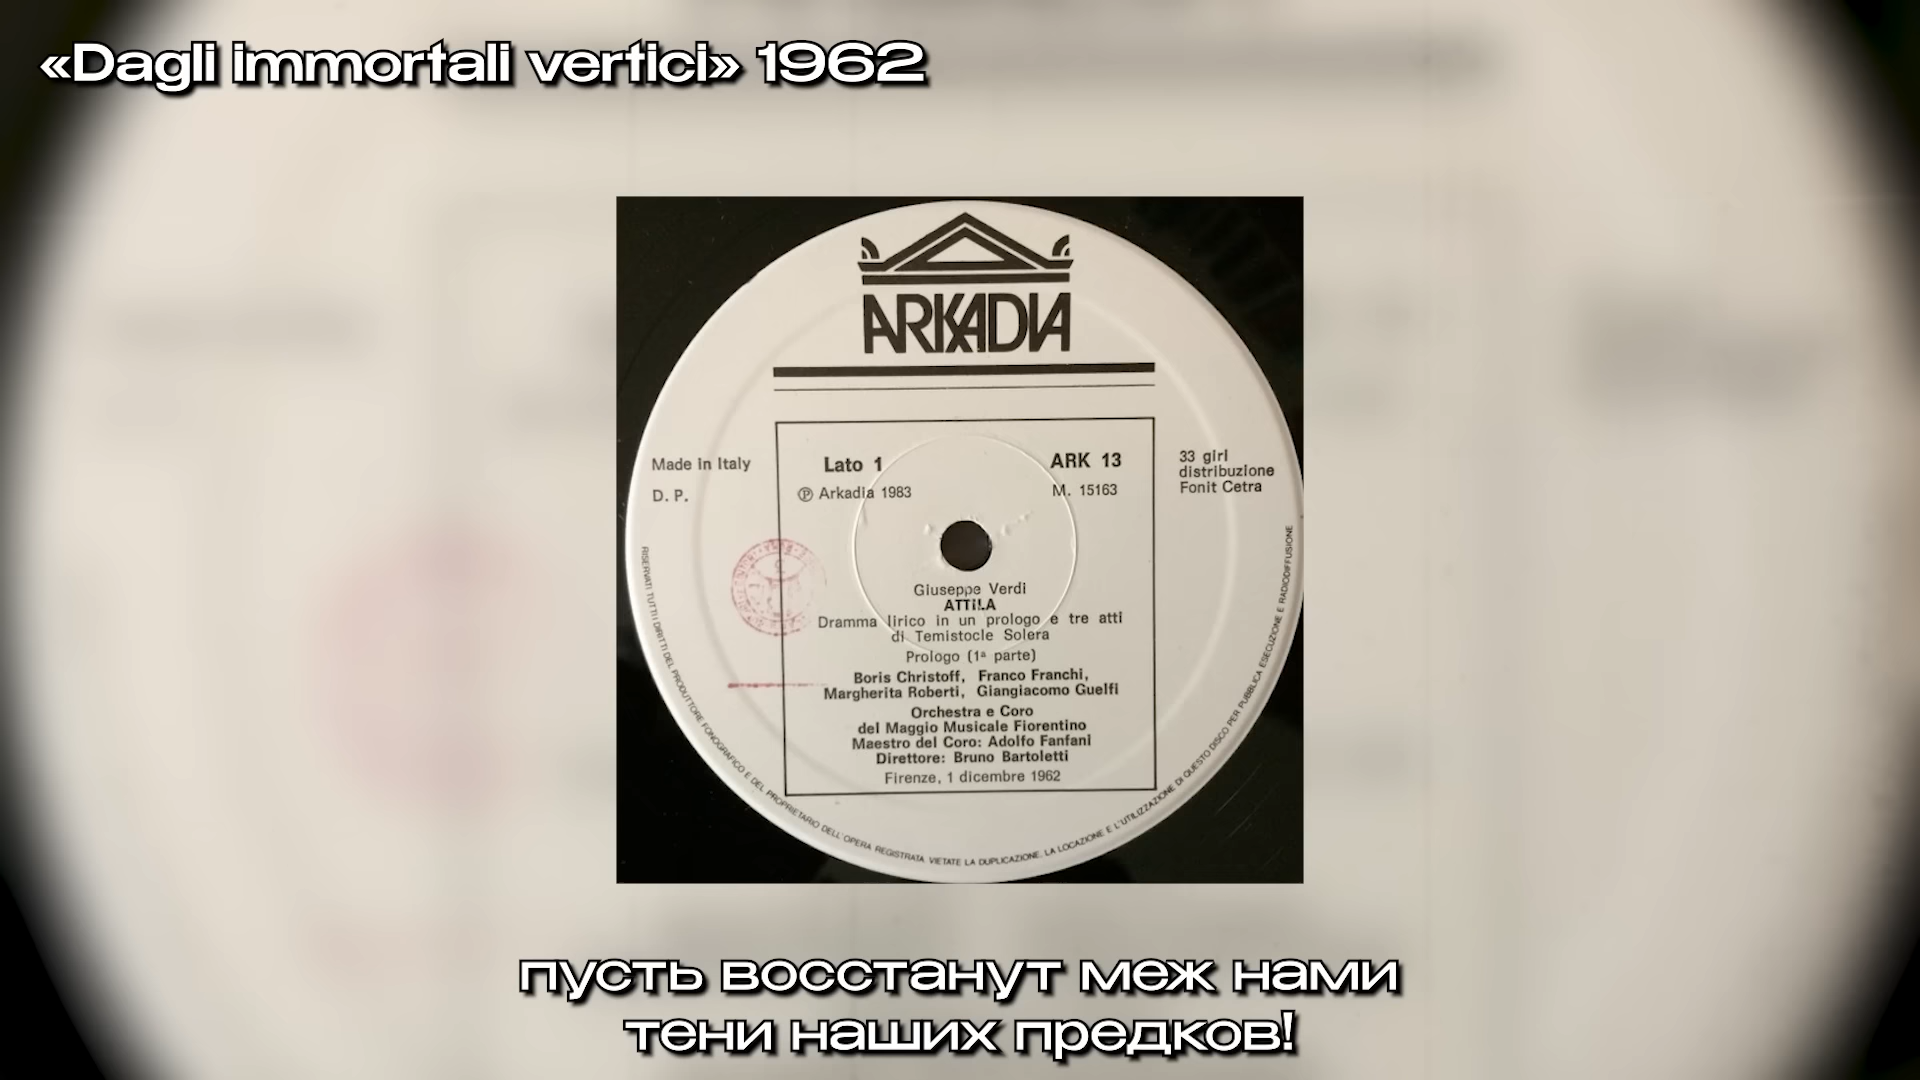 «Dagli immortali vertici» 1962
ARKADIA
Made in Italy
D. P.
Lato 1
ARK 13
℗ Arkadia 1983
M. 15163
33 giri
distribuzione
Fonit Cetra
Giuseppe Verdi
ATTILA
Dramma lirico in un prologo e tre atti
di Temistocle Solera
Prologo (1ª parte)
Boris Christoff, Franco Franchi,
Margherita Roberti, Giangiacomo Guelfi
Orchestra e Coro
del Maggio Musicale Fiorentino
Maestro del Coro: Adolfo Fanfani
Direttore: Bruno Bartoletti
Firenze, 1 dicembre 1962
RISERVATI TUTTI I DIRITTI DEL PRODUTTORE FONOGRAFICO E DEL PROPRIETARIO DELL'OPERA REGISTRATA VIETATE LA DUPLICAZIONE, LA LOCAZIONE E L'UTILIZZAZIONE DI QUESTO DISCO PER PUBBLICA ESECUZIONE E RADIODIFFUSIONE
пусть восстанут меж нами
тени наших предков!